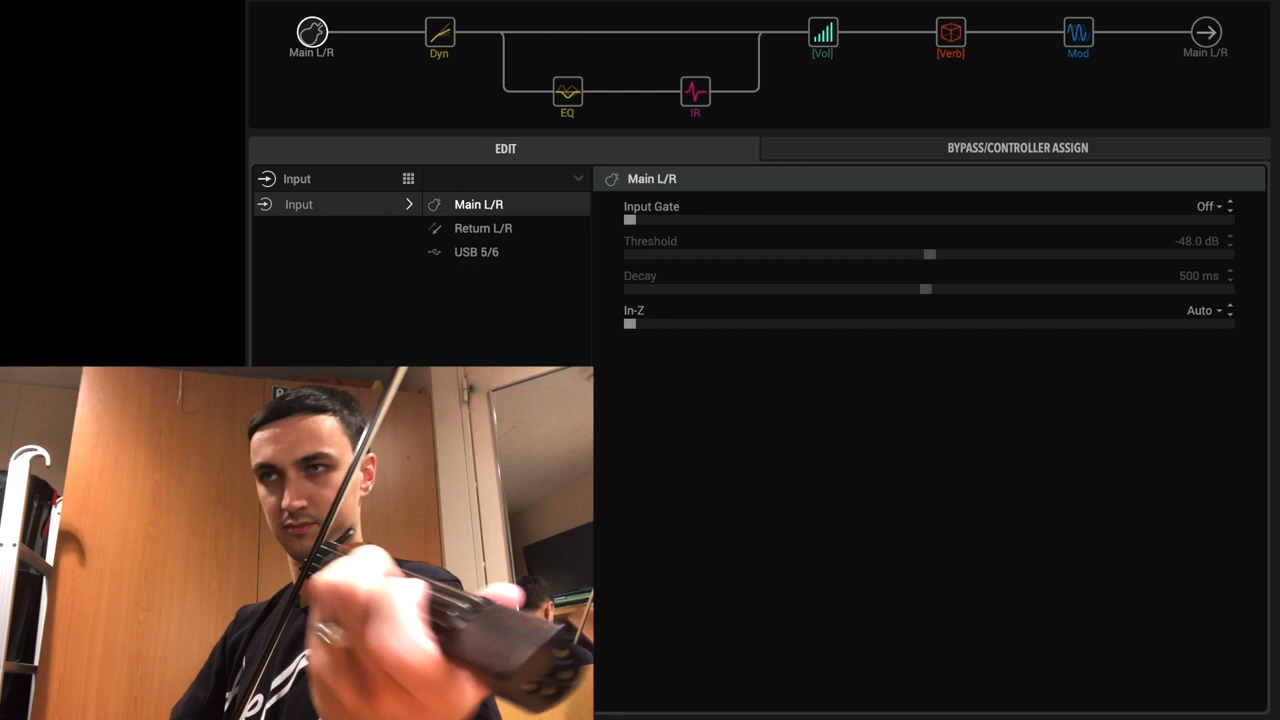 Main L/R
Dyn
[Vol]
[Verb]
Mod
Main L/R
EQ
IR
EDIT
BYPASS/CONTROLLER ASSIGN
Input
Main L/R
Input
Main L/R
Input Gate
Off
Return L/R
USB 5/6
Threshold
-48.0 dB
Decay
500 ms
In-Z
Auto